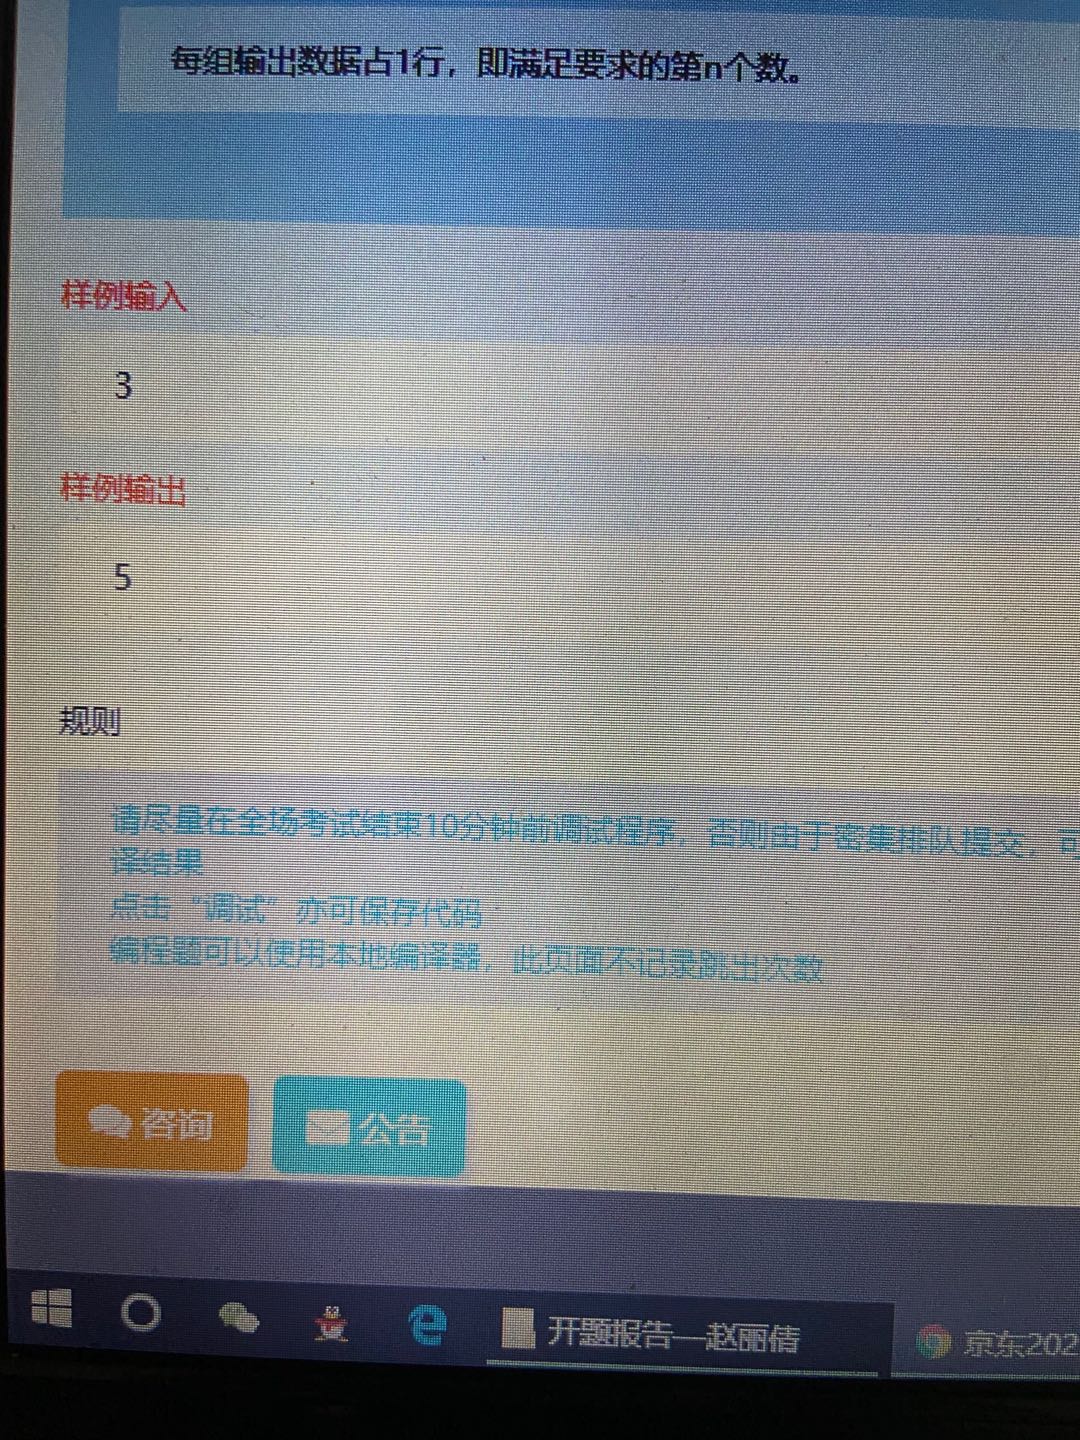 每组输出数据占1行，即满足要求的第n个数。
样例输入
3
样例输出
5
规则
请尽量在全场考试结束10分钟前调试程序，否则由于密集排队提交，可
译结果
点击“调试”亦可保存代码
编程题可以使用本地编译器，此页面不记录跳出次数
咨询
公告
开题报告—赵丽倩
京东202